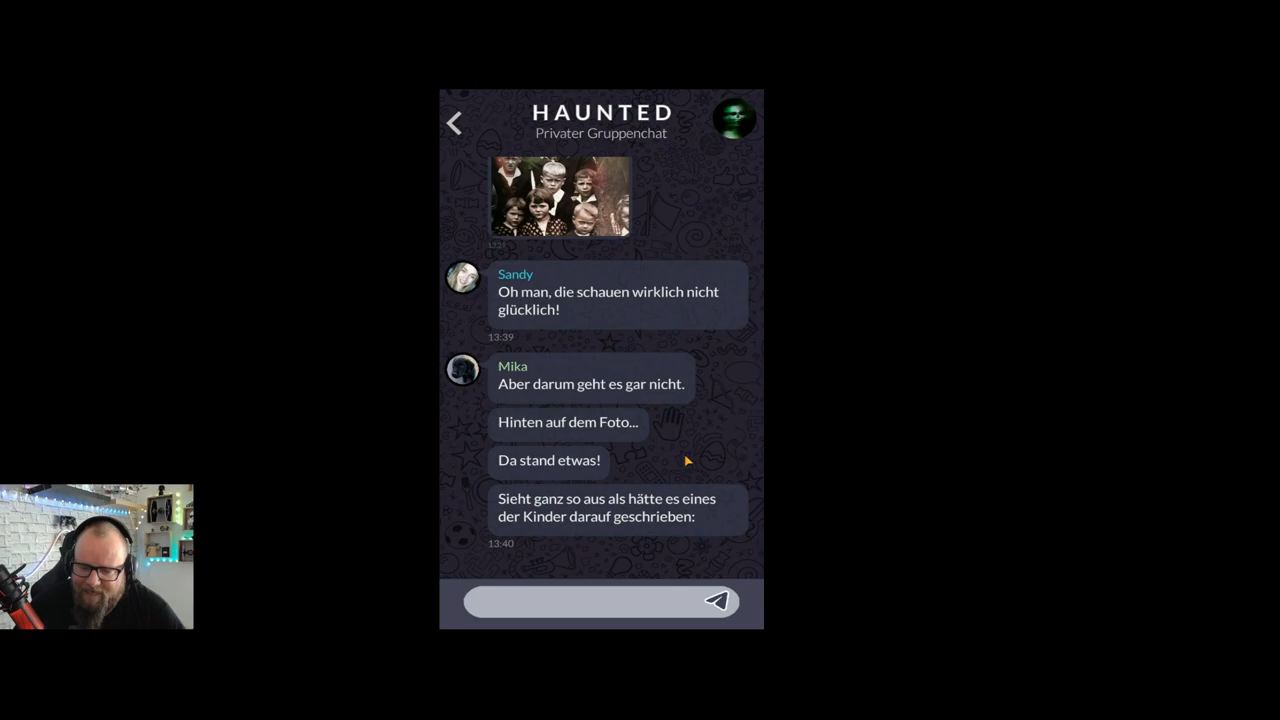 HAUNTED
Privater Gruppenchat
Sandy
Oh man, die schauen wirklich nicht
glücklich!
13:39
Mika
Aber darum geht es gar nicht.
Hinten auf dem Foto...
Da stand etwas!
Sieht ganz so aus als hätte es eines
der Kinder darauf geschrieben:
13:40